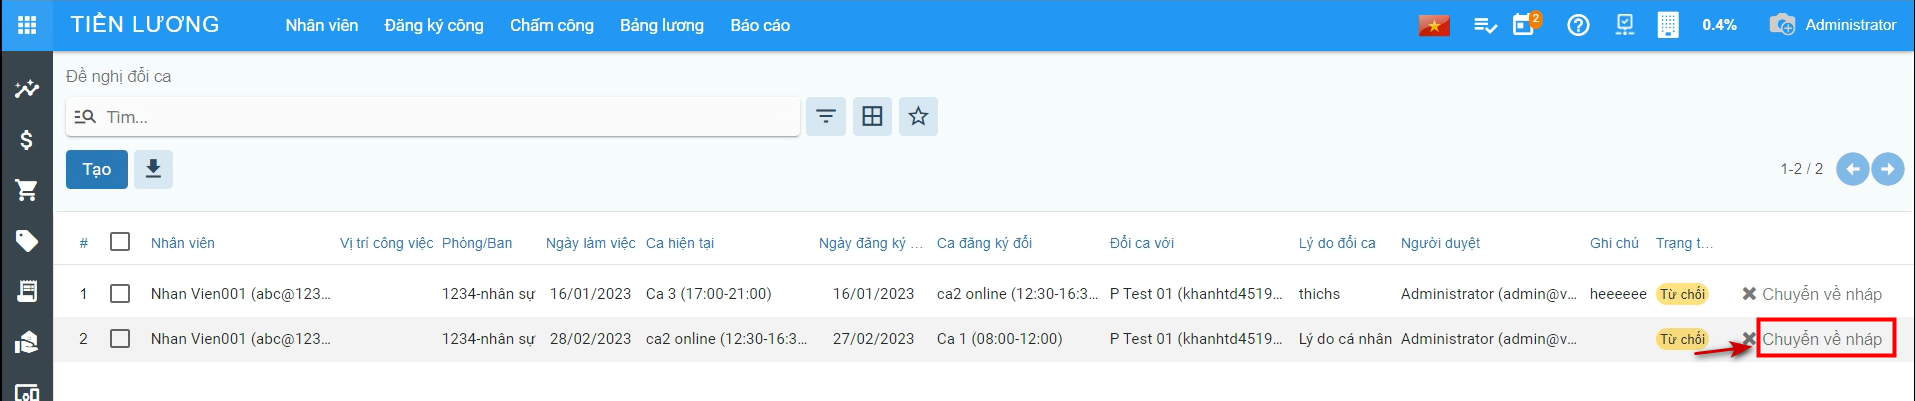 TIỀN LƯƠNG Nhân viên Đăng ký công Chấm công Bảng lương Báo cáo 2 0.4% Administrator
Đề nghị đổi ca
Tìm...
Tạo 1-2 / 2
# Nhân viên Vị trí công việc Phòng/Ban Ngày làm việc Ca hiện tại Ngày đăng ký ... Ca đăng ký đổi Đổi ca với Lý do đổi ca Người duyệt Ghi chú Trạng t...
1 Nhan Vien001 (abc@123... 1234-nhân sự 16/01/2023 Ca 3 (17:00-21:00) 16/01/2023 ca2 online (12:30-16:3... P Test 01 (khanhtd4519... thichs Administrator (admin@v... heeeeee Từ chối Chuyển về nháp
2 Nhan Vien001 (abc@123... 1234-nhân sự 28/02/2023 ca2 online (12:30-16:3... 27/02/2023 Ca 1 (08:00-12:00) P Test 01 (khanhtd4519... Lý do cá nhân Administrator (admin@v... Từ chối Chuyển về nháp